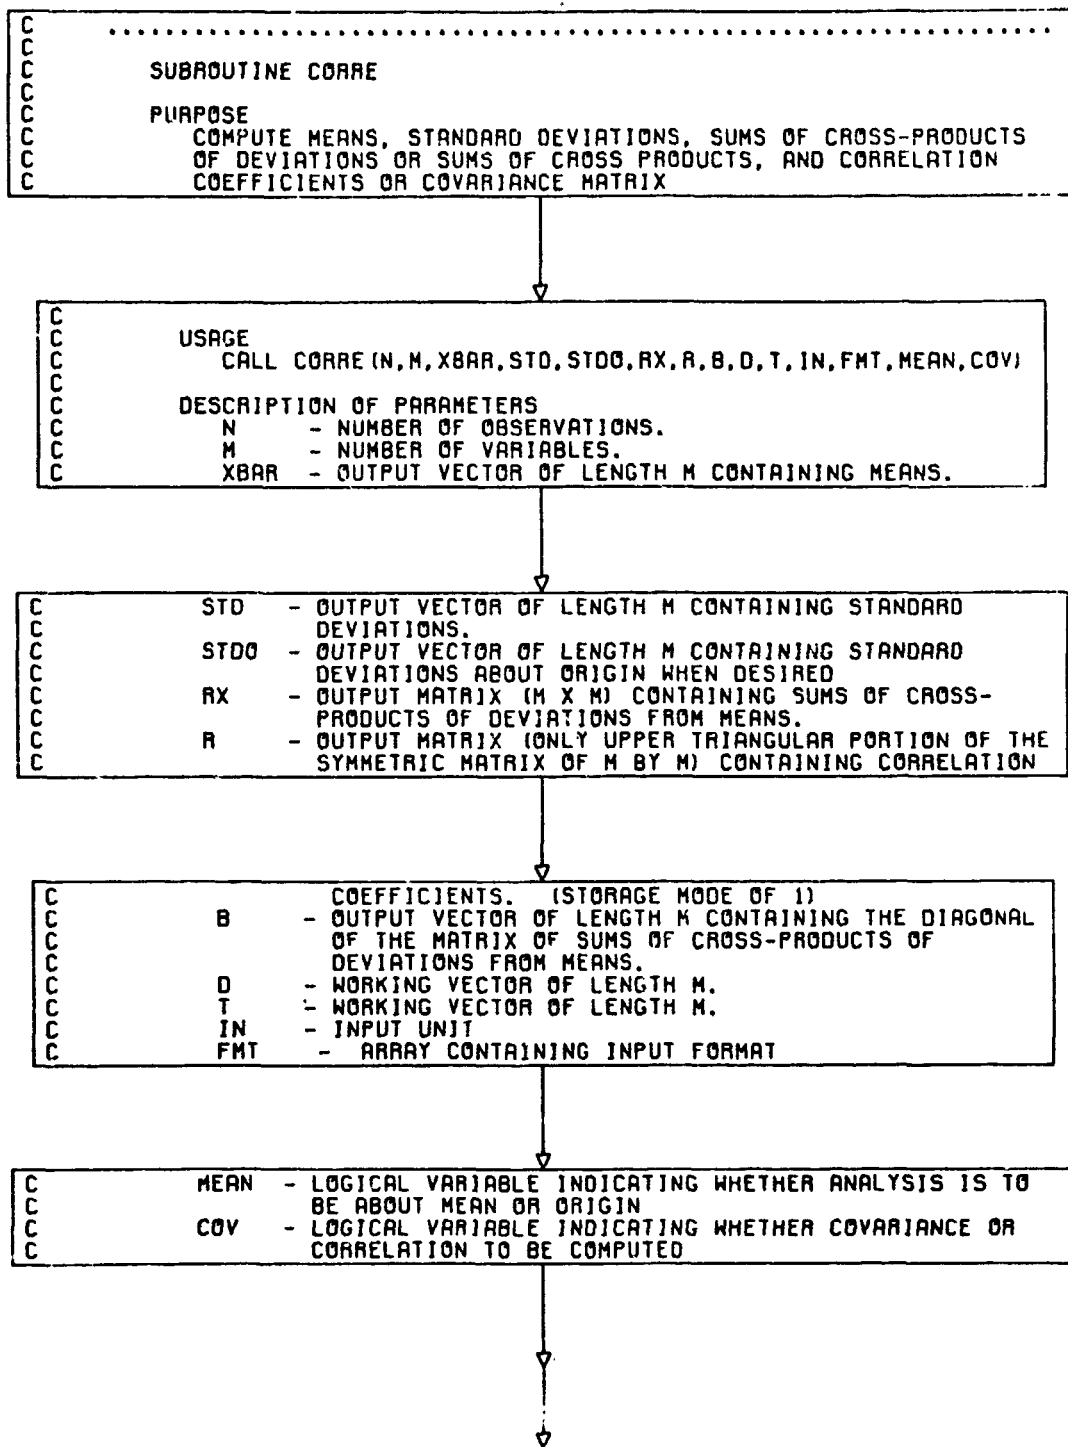 C ..................................................................
C
C SUBROUTINE CORRE
C
C PURPOSE
C COMPUTE MEANS, STANDARD DEVIATIONS, SUMS OF CROSS-PRODUCTS
C OF DEVIATIONS OR SUMS OF CROSS PRODUCTS, AND CORRELATION
C COEFFICIENTS OR COVARIANCE MATRIX
C
C USAGE
C CALL CORRE(N,M,XBAR,STD,STDO,RX,R,B,D,T,IN,FMT,MEAN,COV)
C
C DESCRIPTION OF PARAMETERS
C N - NUMBER OF OBSERVATIONS.
C M - NUMBER OF VARIABLES.
C XBAR - OUTPUT VECTOR OF LENGTH M CONTAINING MEANS.
C STD - OUTPUT VECTOR OF LENGTH M CONTAINING STANDARD
C DEVIATIONS.
C STDO - OUTPUT VECTOR OF LENGTH M CONTAINING STANDARD
C DEVIATIONS ABOUT ORIGIN WHEN DESIRED
C RX - OUTPUT MATRIX (M X M) CONTAINING SUMS OF CROSS-
C PRODUCTS OF DEVIATIONS FROM MEANS.
C R - OUTPUT MATRIX (ONLY UPPER TRIANGULAR PORTION OF THE
C SYMMETRIC MATRIX OF M BY M) CONTAINING CORRELATION
C COEFFICIENTS. (STORAGE MODE OF 1)
C B - OUTPUT VECTOR OF LENGTH M CONTAINING THE DIAGONAL
C OF THE MATRIX OF SUMS OF CROSS-PRODUCTS OF
C DEVIATIONS FROM MEANS.
C D - WORKING VECTOR OF LENGTH M.
C T - WORKING VECTOR OF LENGTH M.
C IN - INPUT UNIT
C FMT - ARRAY CONTAINING INPUT FORMAT
C MEAN - LOGICAL VARIABLE INDICATING WHETHER ANALYSIS IS TO
C BE ABOUT MEAN OR ORIGIN
C COV - LOGICAL VARIABLE INDICATING WHETHER COVARIANCE OR
C CORRELATION TO BE COMPUTED